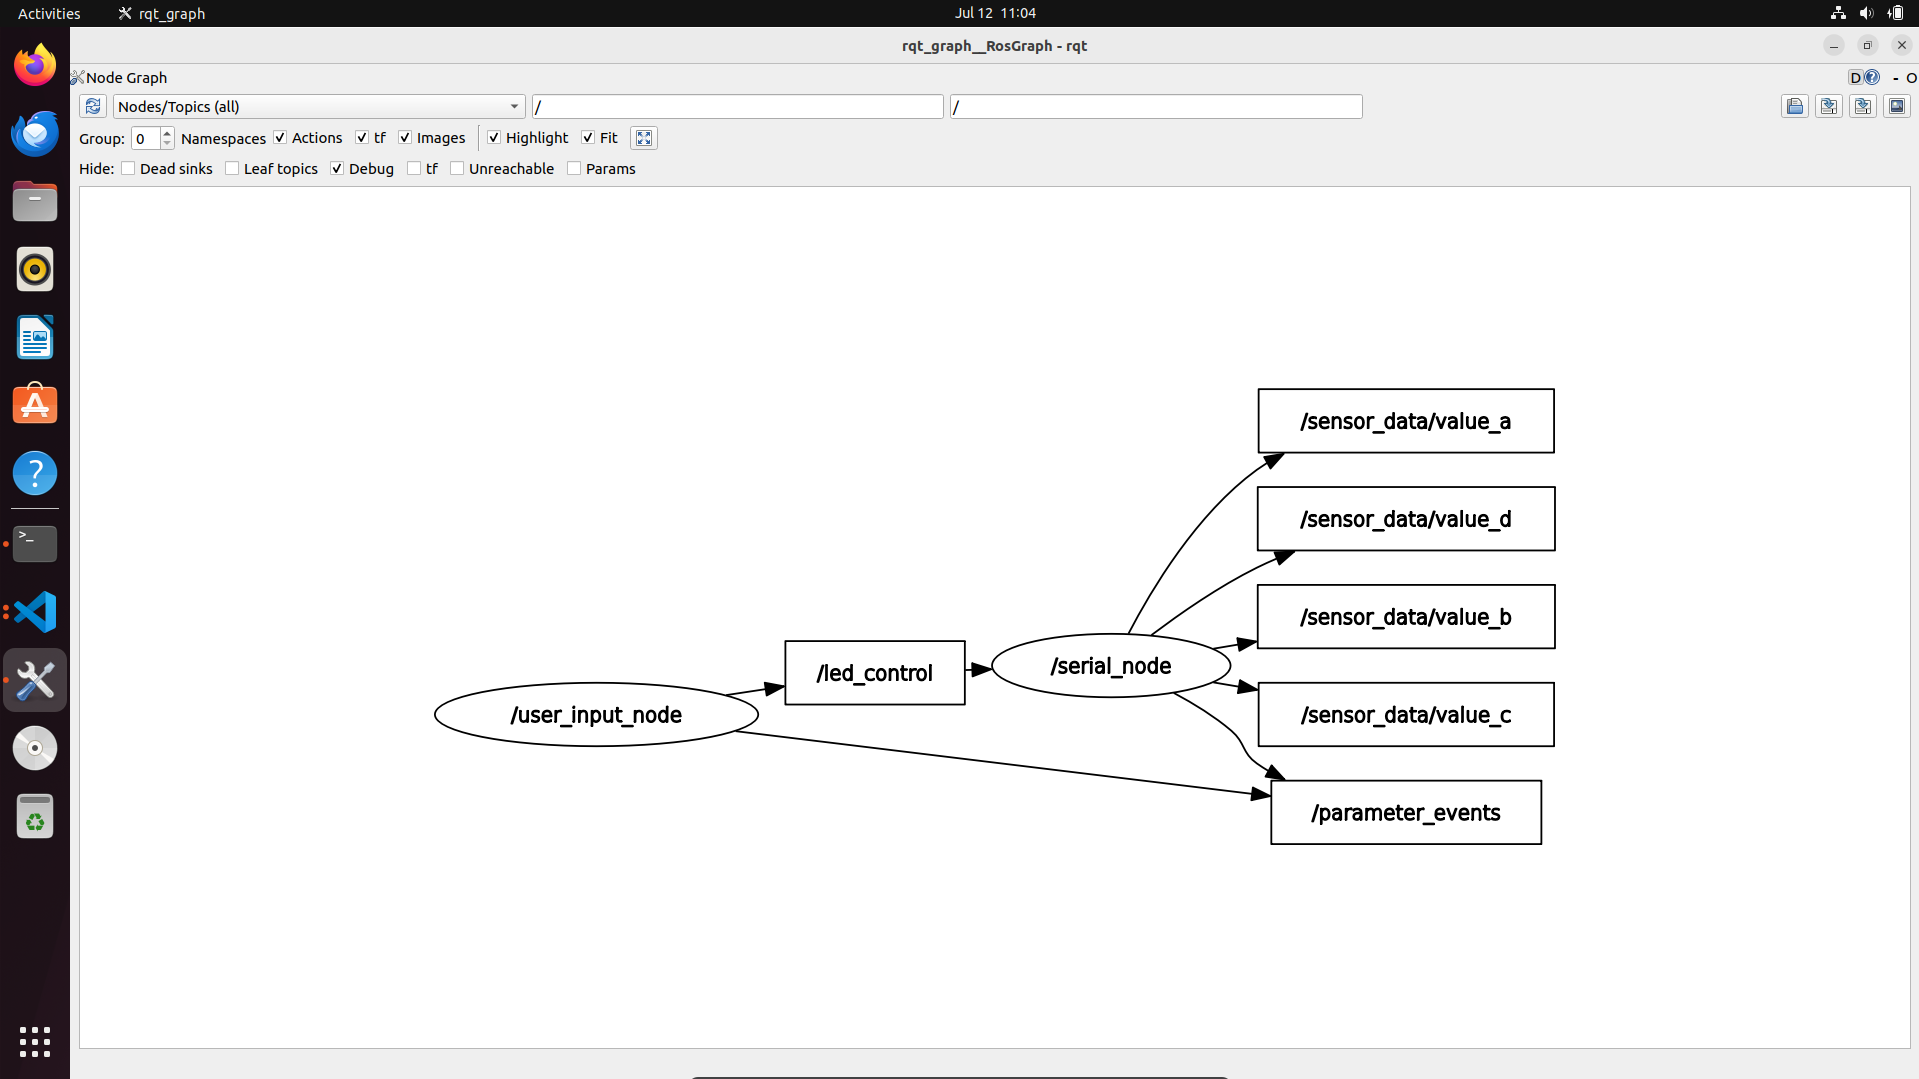 Activities rqt_graph Jul 12 11:04
rqt_graph__RosGraph - rqt
Node Graph D ? - O
Nodes/Topics (all) / /
Group: 0 Namespaces Actions tf Images Highlight Fit
Hide: Dead sinks Leaf topics Debug tf Unreachable Params
/sensor_data/value_a
/sensor_data/value_d
/sensor_data/value_b
/serial_node
/led_control
/user_input_node
/sensor_data/value_c
/parameter_events